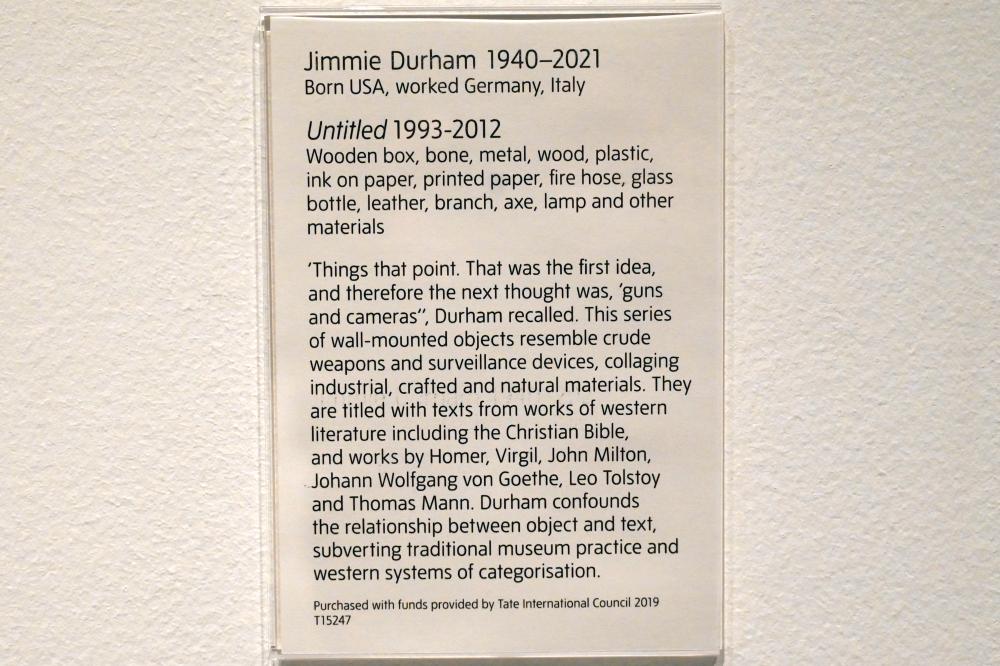 Jimmie Durham 1940–2021
Born USA, worked Germany, Italy
Untitled 1993-2012
Wooden box, bone, metal, wood, plastic,
ink on paper, printed paper, fire hose, glass
bottle, leather, branch, axe, lamp and other
materials
'Things that point. That was the first idea,
and therefore the next thought was, 'guns
and cameras'', Durham recalled. This series
of wall-mounted objects resemble crude
weapons and surveillance devices, collaging
industrial, crafted and natural materials. They
are titled with texts from works of western
literature including the Christian Bible,
and works by Homer, Virgil, John Milton,
Johann Wolfgang von Goethe, Leo Tolstoy
and Thomas Mann. Durham confounds
the relationship between object and text,
subverting traditional museum practice and
western systems of categorisation.
Purchased with funds provided by Tate International Council 2019
T15247